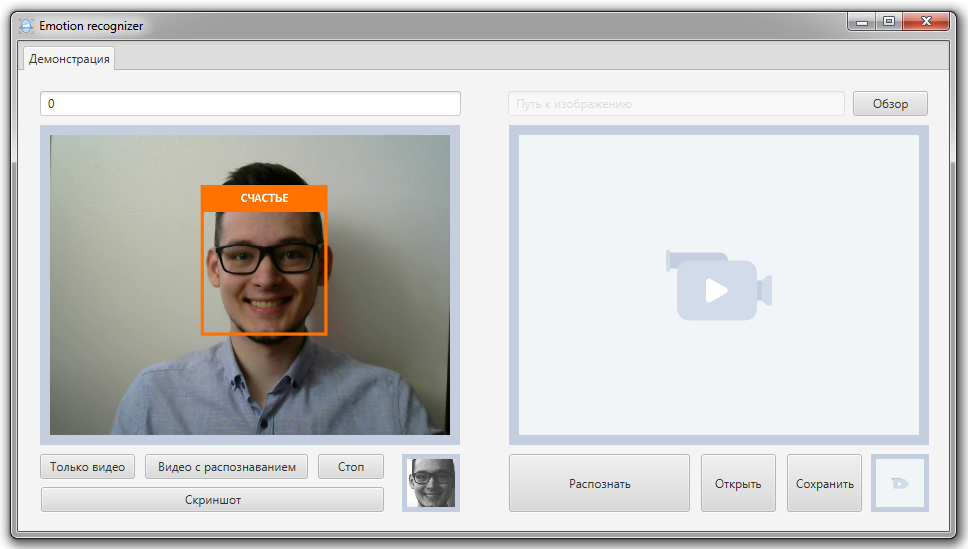 Emotion recognizer
Демонстрация
0
Путь к изображению
Обзор
СЧАСТЬЕ
Только видео
Видео с распознаванием
Стоп
Скриншот
Распознать
Открыть
Сохранить